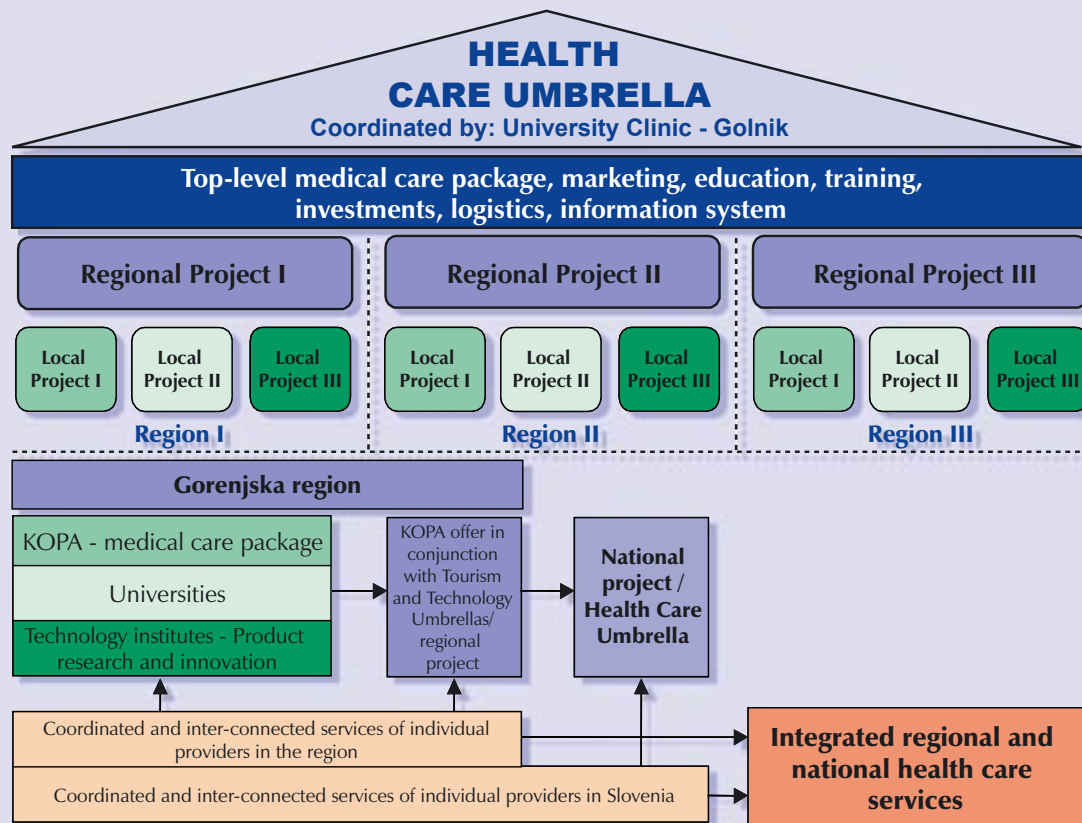 HEALTH
CARE UMBRELLA
Coordinated by: University Clinic - Golnik
Top-level medical care package, marketing, education, training,
investments, logistics, information system
Regional Project I
Regional Project II
Regional Project III
Local
Project I
Local
Project II
Local
Project III
Local
Project I
Local
Project II
Local
Project III
Local
Project I
Local
Project II
Local
Project III
Region I
Region II
Region III
Gorenjska region
KOPA - medical care package
Universities
Technology institutes - Product
research and innovation
KOPA offer in
conjunction
with Tourism
and Technology
Umbrellas/
regional
project
National
project /
Health Care
Umbrella
Coordinated and inter-connected services of individual
providers in the region
Coordinated and inter-connected services of individual providers in Slovenia
Integrated regional and
national health care
services